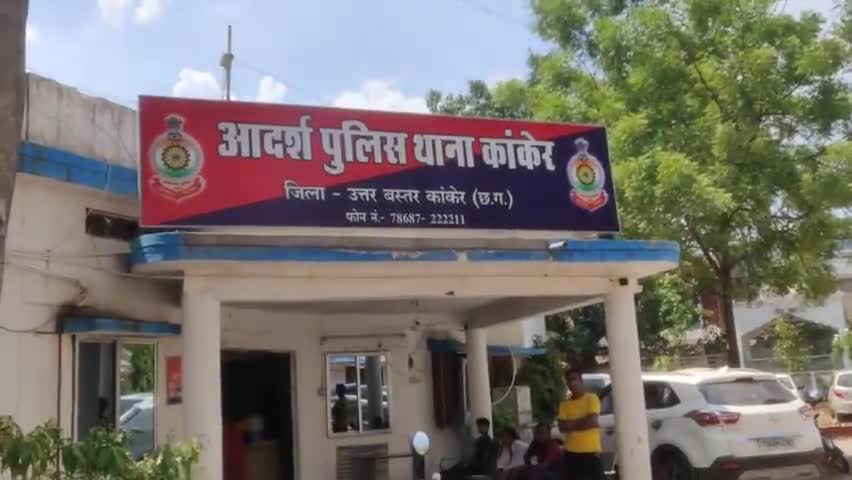 आदर्श पुलिस थाना कांकेर
जिला - उत्तर बस्तर कांकेर (छ.ग.)
फोन नं.- 78687- 222211